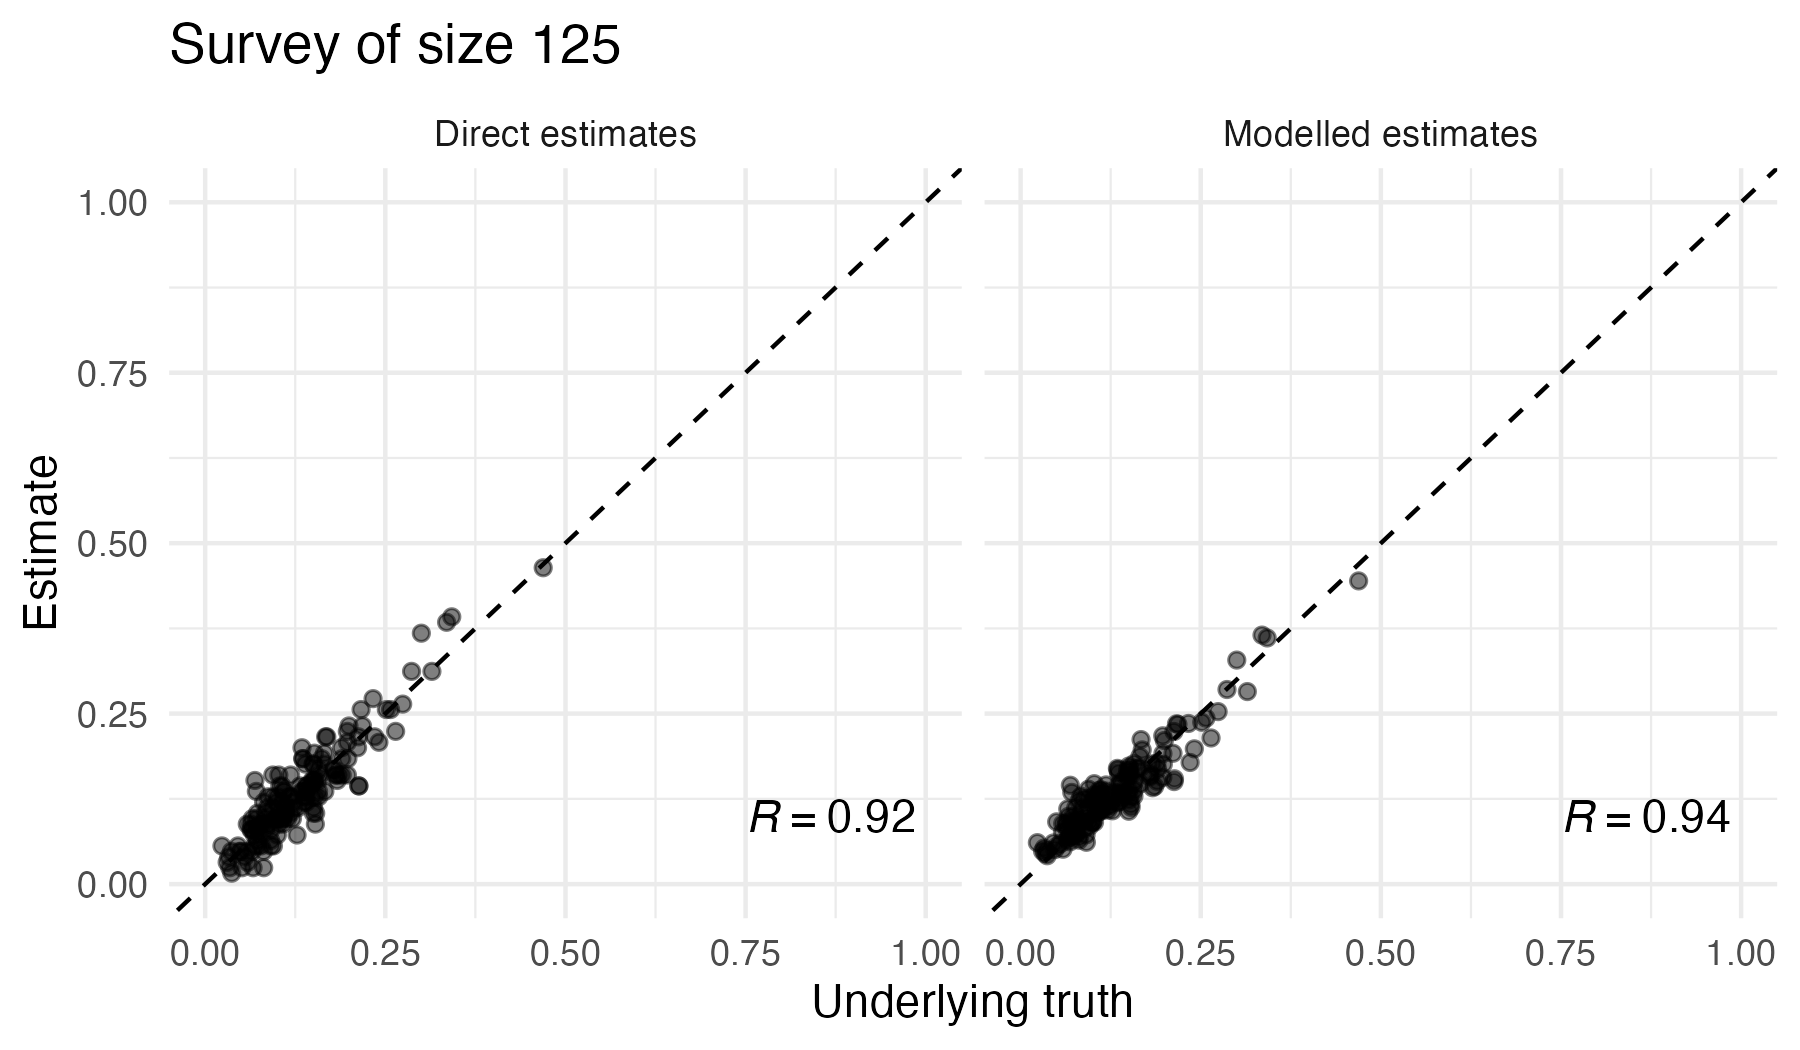 Survey of size 125
Direct estimates
Modelled estimates
1.00
0.75
0.50
0.25
0.00
Estimate
R = 0.92
R = 0.94
0.00 0.25 0.50 0.75 1.00
0.00 0.25 0.50 0.75 1.00
Underlying truth